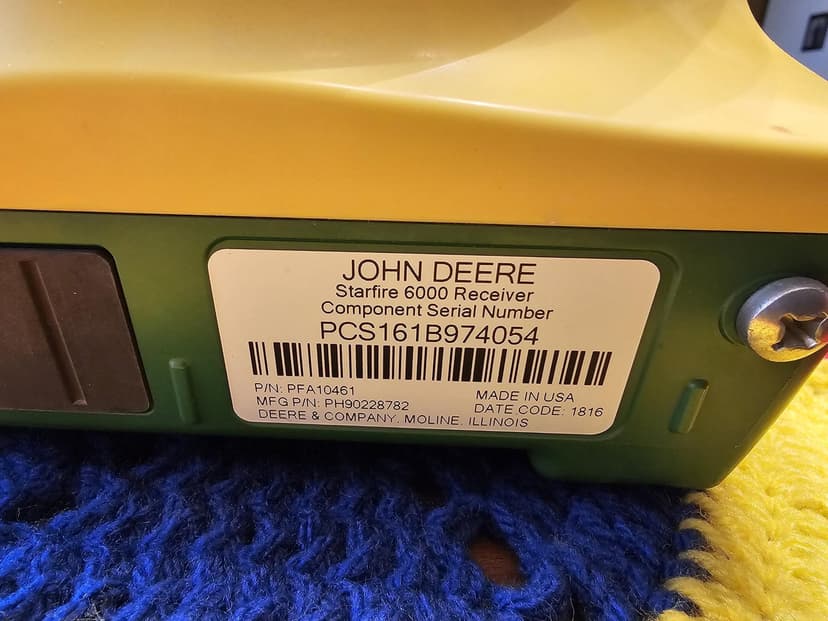 JOHN DEERE
Starfire 6000 Receiver
Component Serial Number
PCS161B974054
P/N: PFA10461
MADE IN USA
MFG P/N: PH90228782
DATE CODE: 1816
DEERE & COMPANY. MOLINE. ILLINOIS